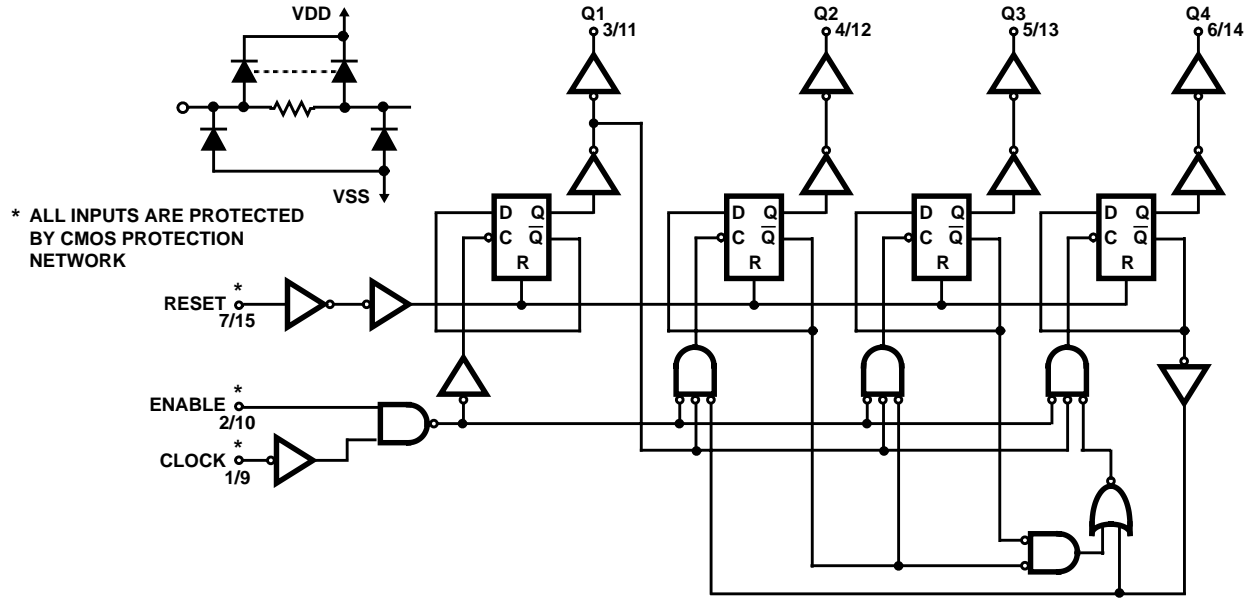 VDD
VSS
* ALL INPUTS ARE PROTECTED
BY CMOS PROTECTION
NETWORK
Q1
3/11
Q2
4/12
Q3
5/13
Q4
6/14
D Q
C Q̅
R
D Q
C Q̅
R
D Q
C Q̅
R
D Q
C Q̅
R
RESET *
7/15
ENABLE *
2/10
CLOCK *
1/9